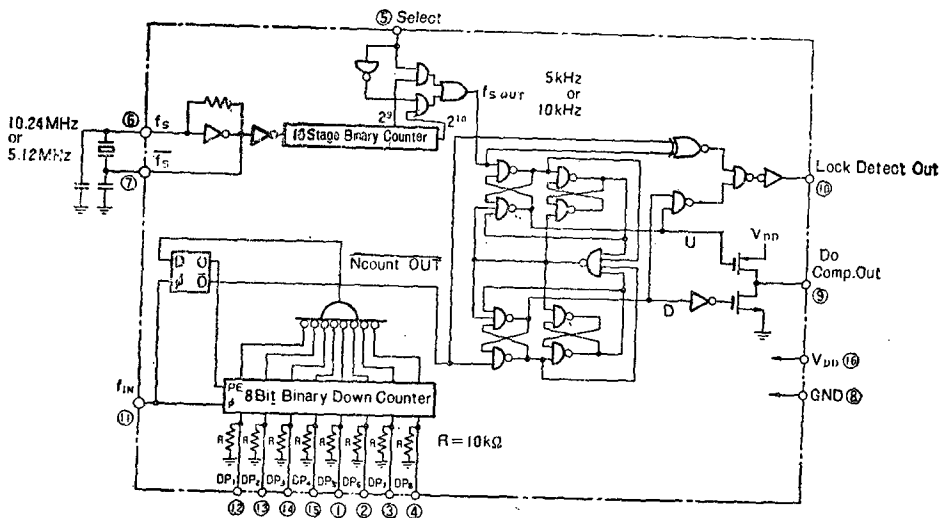 ⑤ Select
5kHz
or
10kHz
fS OUT
2⁹
2¹⁰
10.24MHz
or
5.12MHz
⑥
fS
10 Stage Binary Counter
f̅S̅
⑦
Lock Detect Out
⑩
VDD
U
Do
Comp.Out
⑨
D
Ncount OUT
D
φ
PE
φ
8Bit Binary Down Counter
fIN
⑪
VDD ⑯
GND ⑧
R R R R R R R R
R=10kΩ
DP₁ DP₂ DP₃ DP₄ DP₅ DP₆ DP₇ DP₈
⑫ ⑬ ⑭ ⑮ ① ② ③ ④